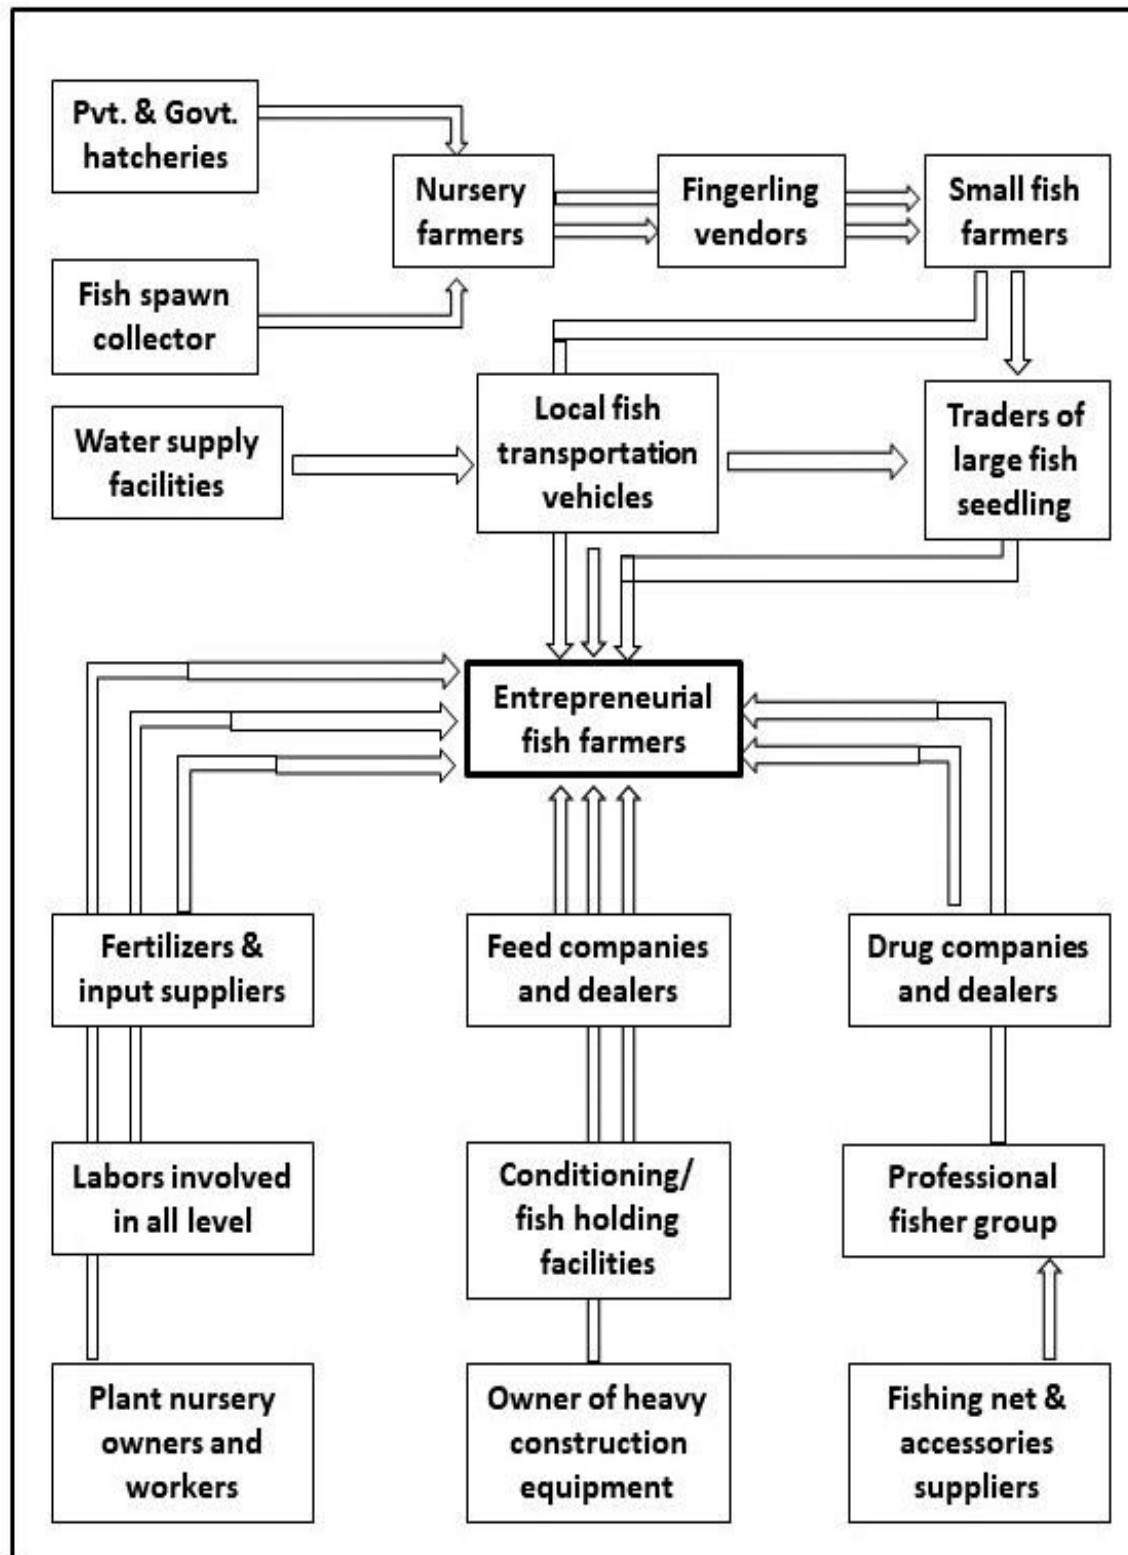 Pvt. & Govt.
hatcheries
Nursery
farmers
Fingerling
vendors
Small fish
farmers
Fish spawn
collector
Water supply
facilities
Local fish
transportation
vehicles
Traders of
large fish
seedling
Entrepreneurial
fish farmers
Fertilizers &
input suppliers
Feed companies
and dealers
Drug companies
and dealers
Labors involved
in all level
Conditioning/
fish holding
facilities
Professional
fisher group
Plant nursery
owners and
workers
Owner of heavy
construction
equipment
Fishing net &
accessories
suppliers